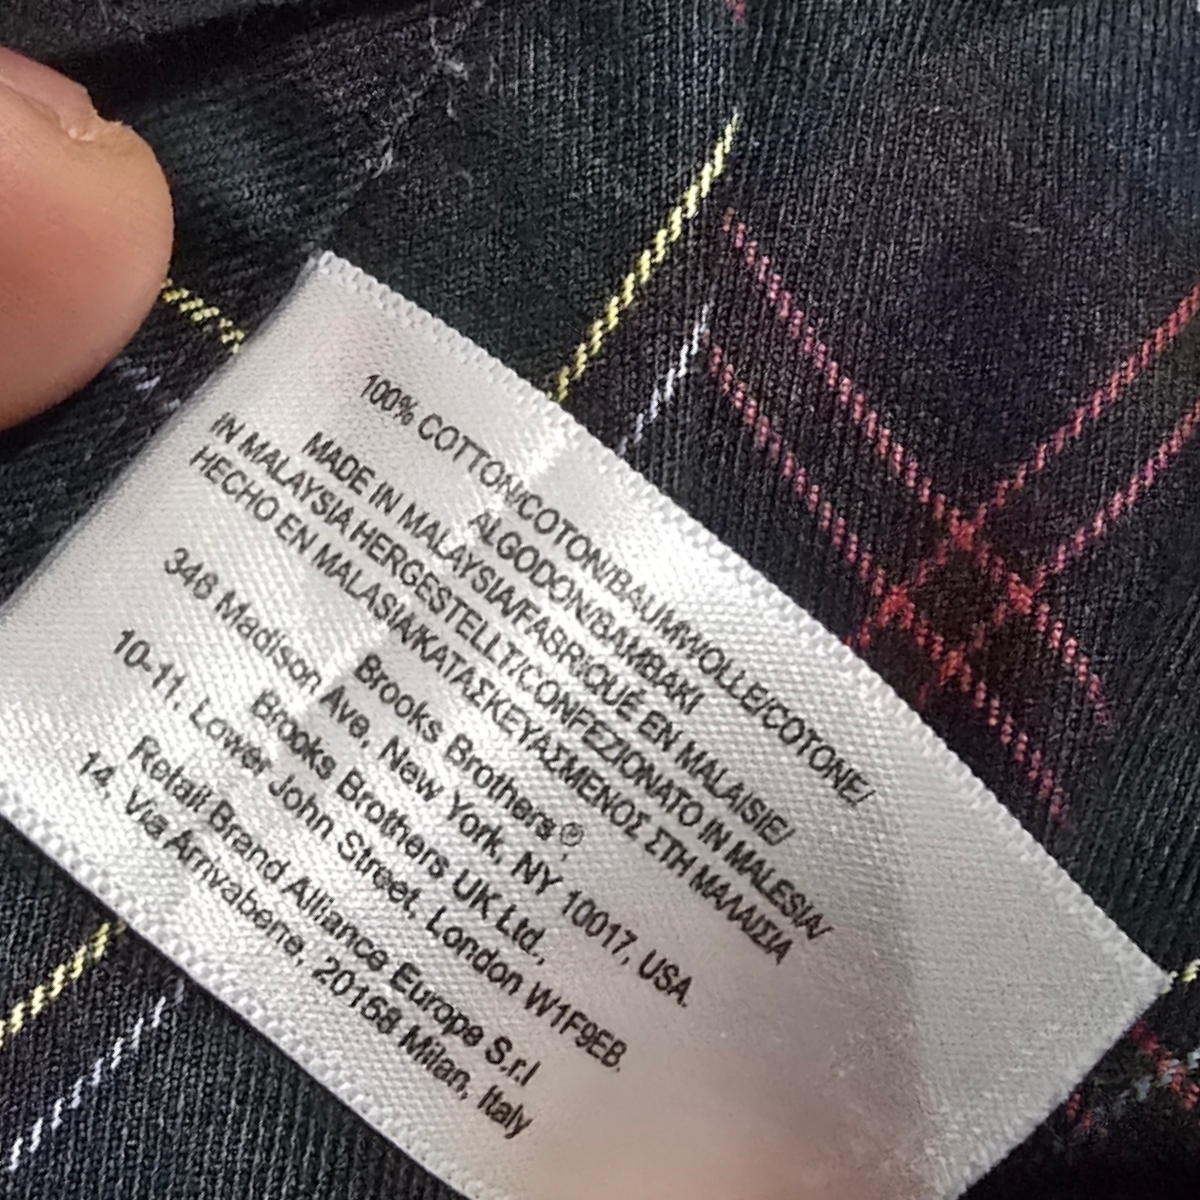 100% COTTON/COTON/BAUMWOLLE/COTONE/
ALGODON/BAMBAKI
MADE IN MALAYSIA/FABRIQUÉ EN MALAISIE/
IN MALAYSIA HERGESTELLT/CONFEZIONATO IN MALESIA/
HECHO EN MALASIA/ΚΑΤΑΣΚΕΥΑΣΜΕΝΟΣ ΣΤΗ ΜΑΛΑΙΣΙΑ
Brooks Brothers®,
346 Madison Ave, New York, NY 10017, USA.
Brooks Brothers UK Ltd.,
10-11, Lower John Street, London W1F9EB.
Retail Brand Alliance Europe S.r.l
14, Via Arrivabene, 20158 Milan, Italy